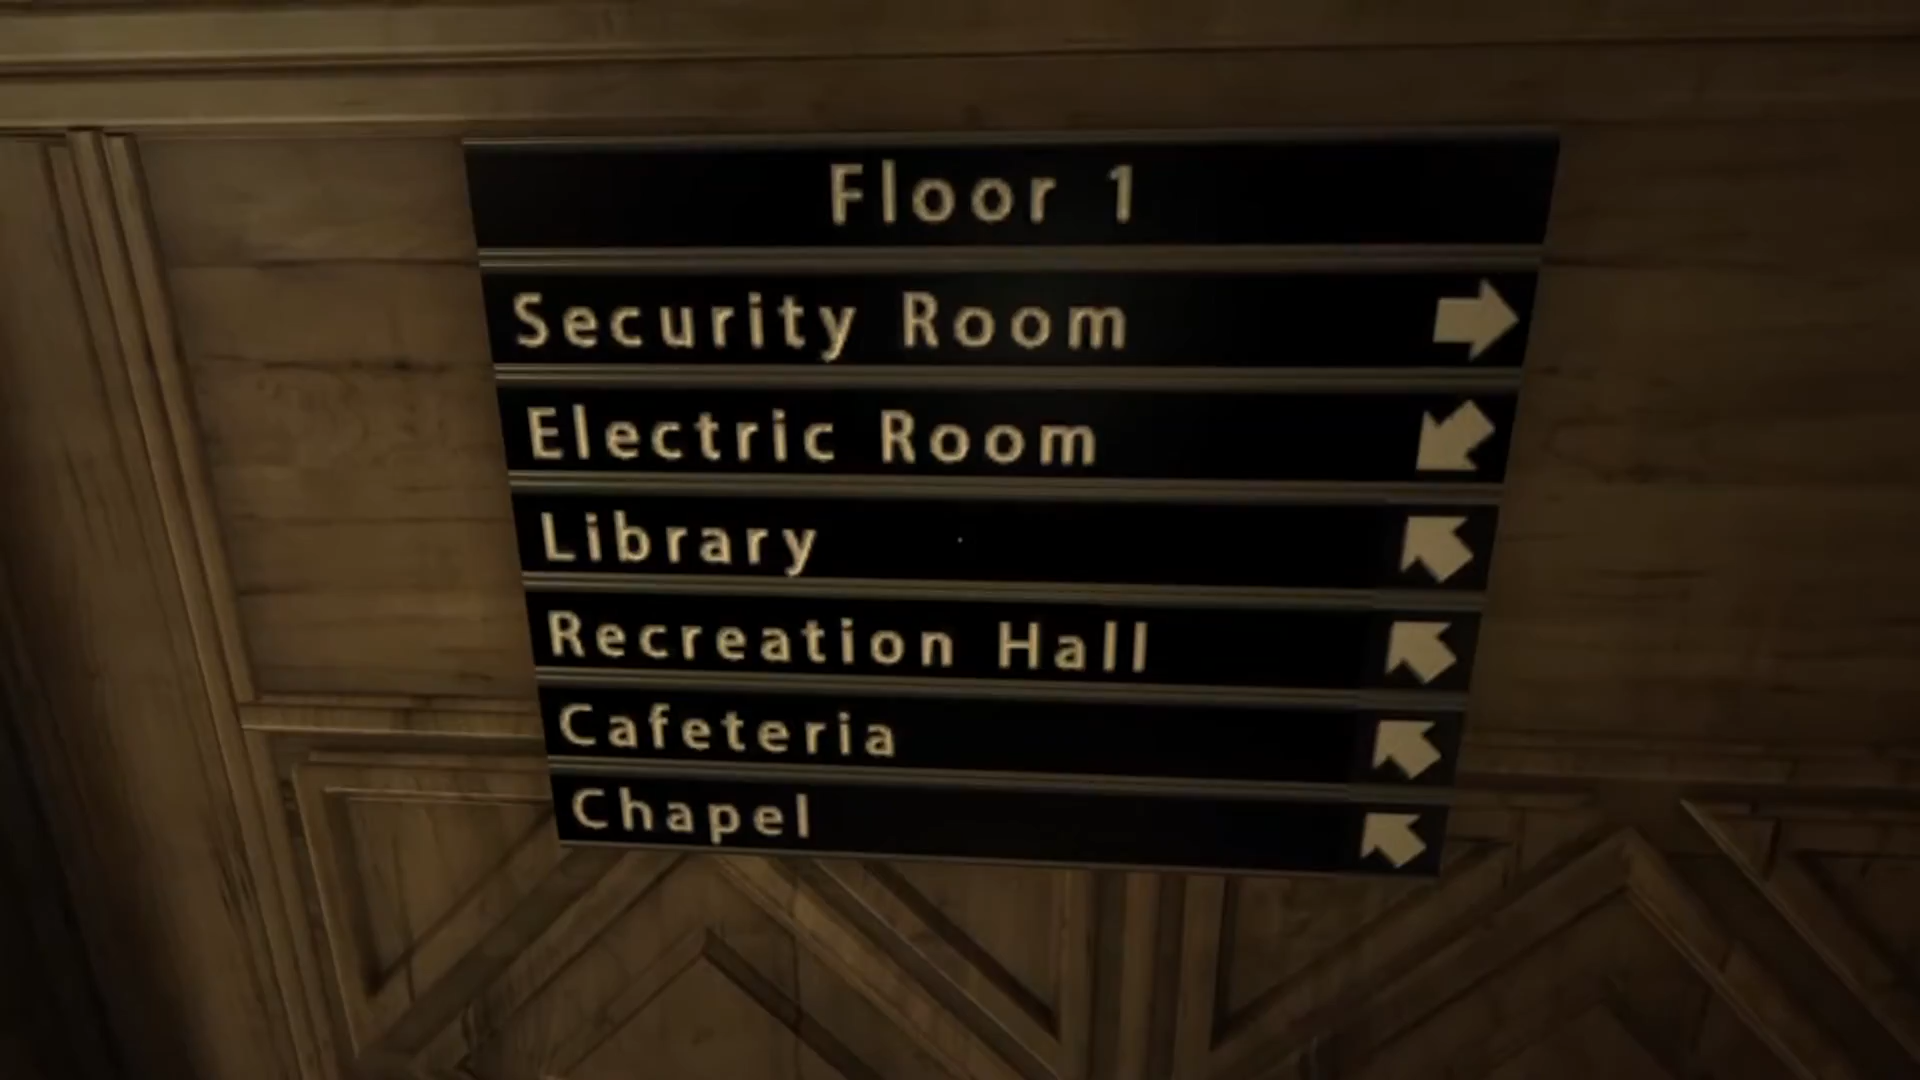 Floor 1
Security Room
Electric Room
Library
Recreation Hall
Cafeteria
Chapel